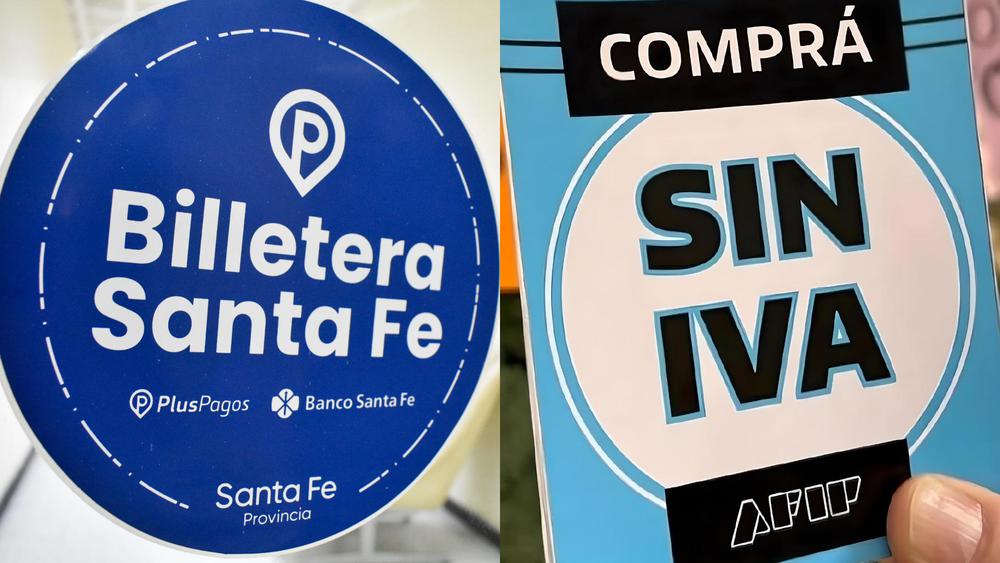 P
Billetera
Santa Fe
P PlusPagos
Banco Santa Fe
Santa Fe
Provincia
COMPRÁ
SIN
IVA
AFIP